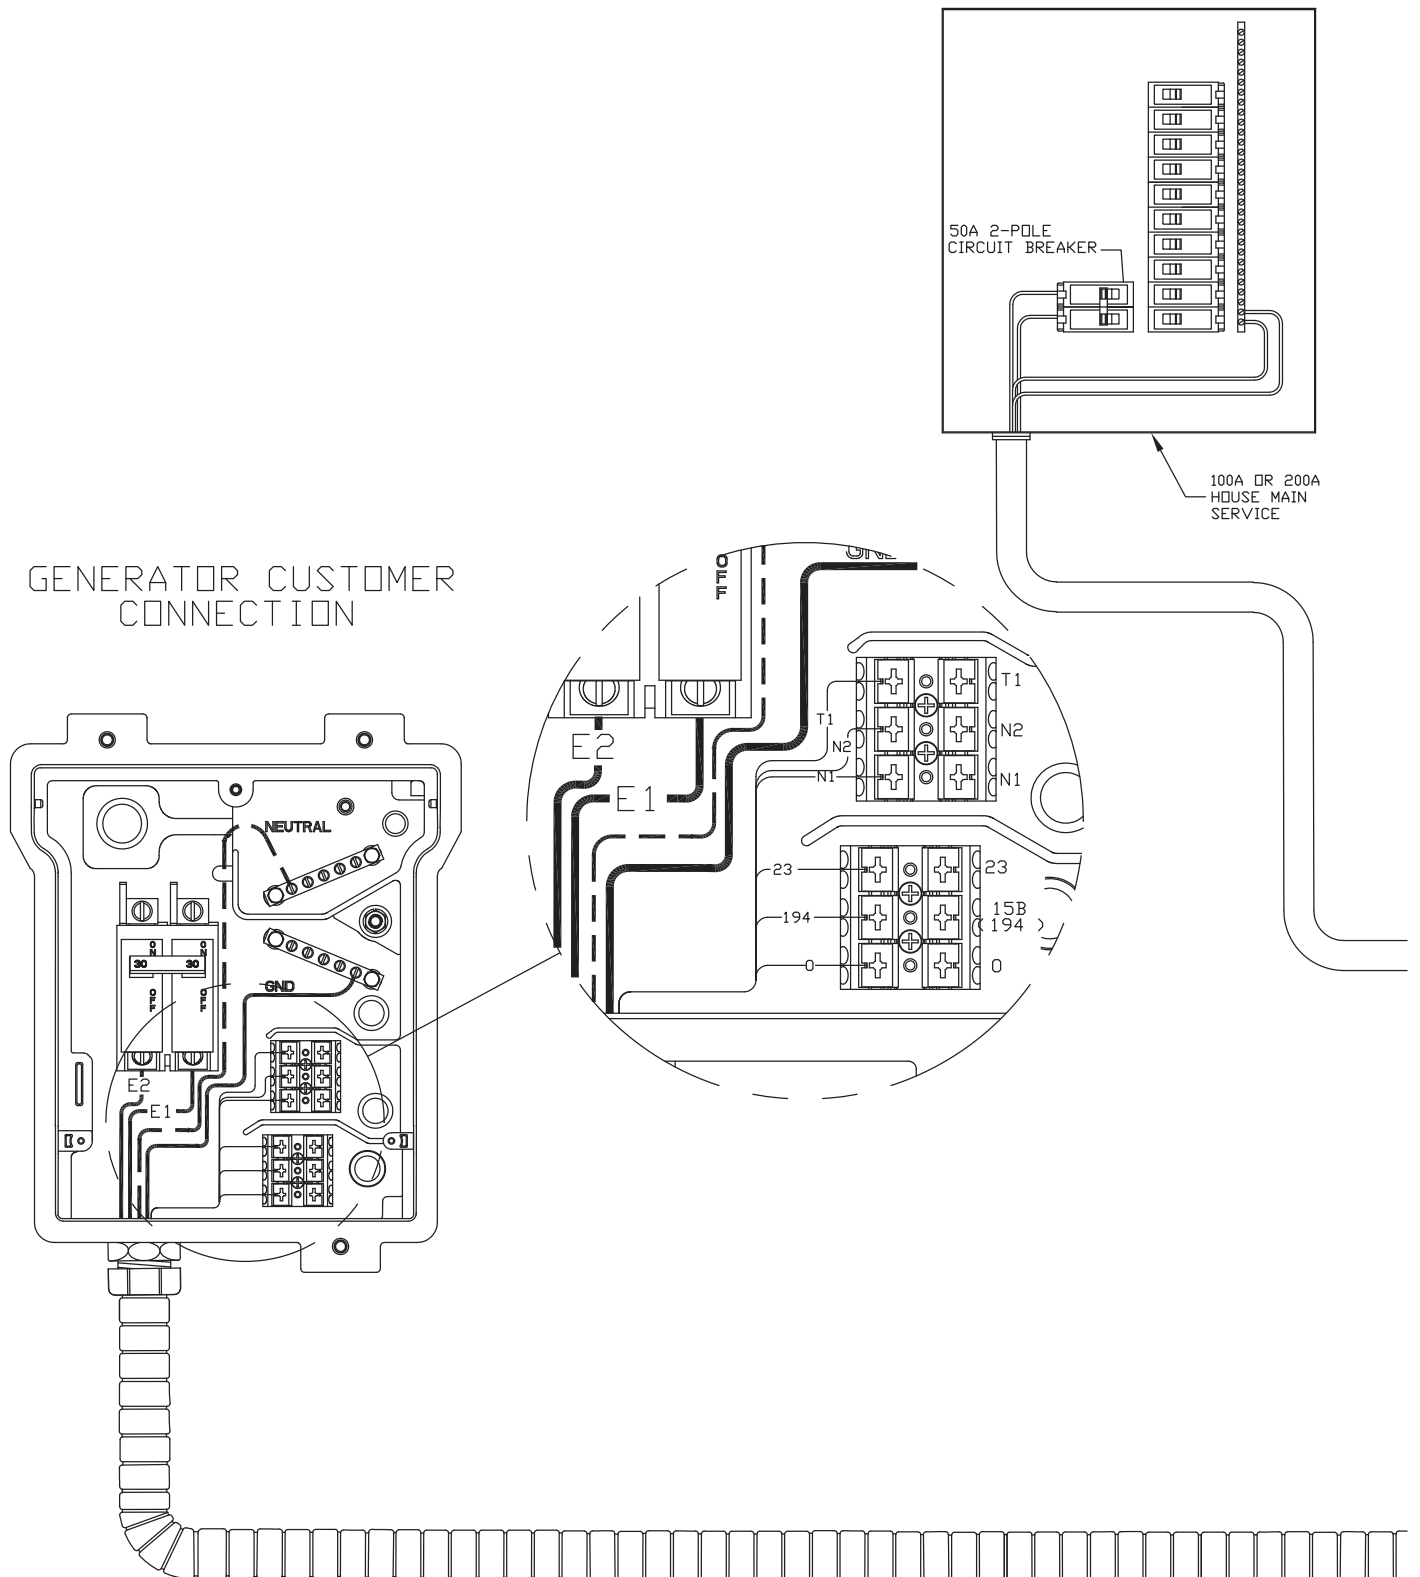 50A 2-POLE
CIRCUIT BREAKER
100A OR 200A
HOUSE MAIN
SERVICE
GENERATOR CUSTOMER
CONNECTION
OFF
GND
E2
E1
T1
N2
N1
T1
N2
N1
23
194
0
23
15B
(194)
0
NEUTRAL
ON
ON
30
30
OFF
OFF
GND
E2
E1